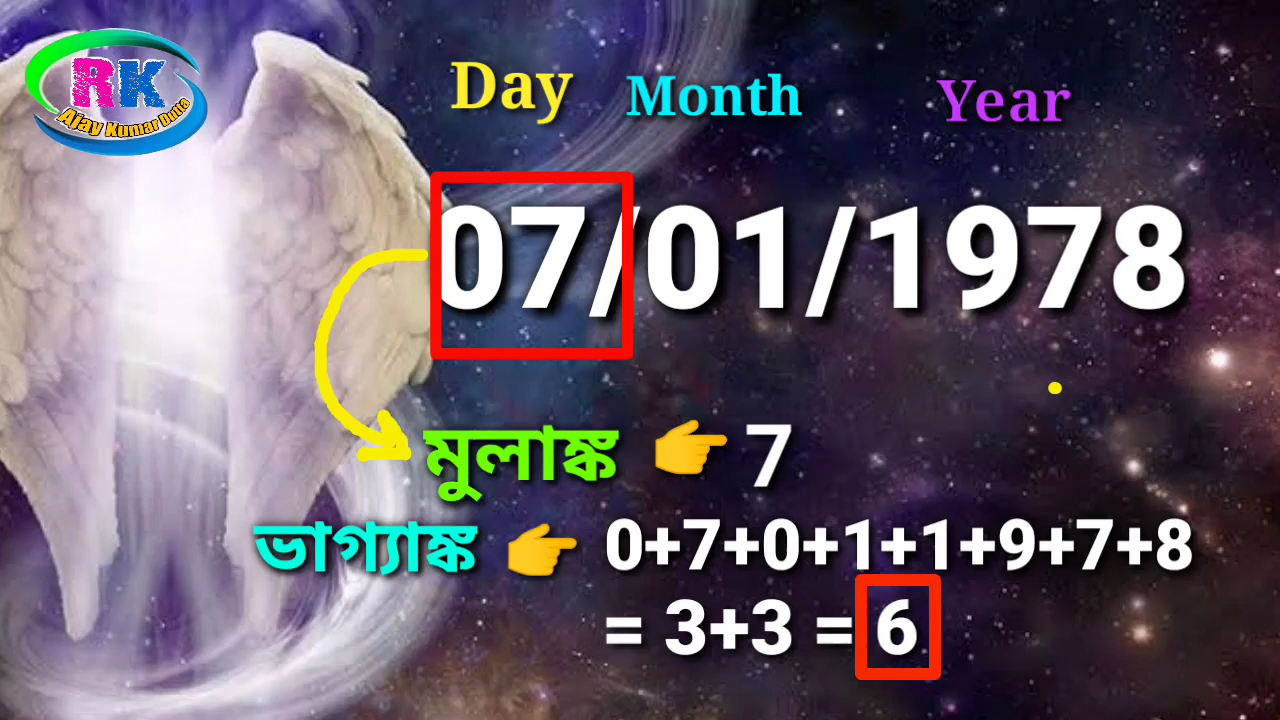 RK
Ajay Kumar Dutta
Day Month Year
07/01/1978
মুলাঙ্ক 👉 7
ভাগ্যাঙ্ক 👉 0+7+0+1+1+9+7+8
= 3+3 = 6